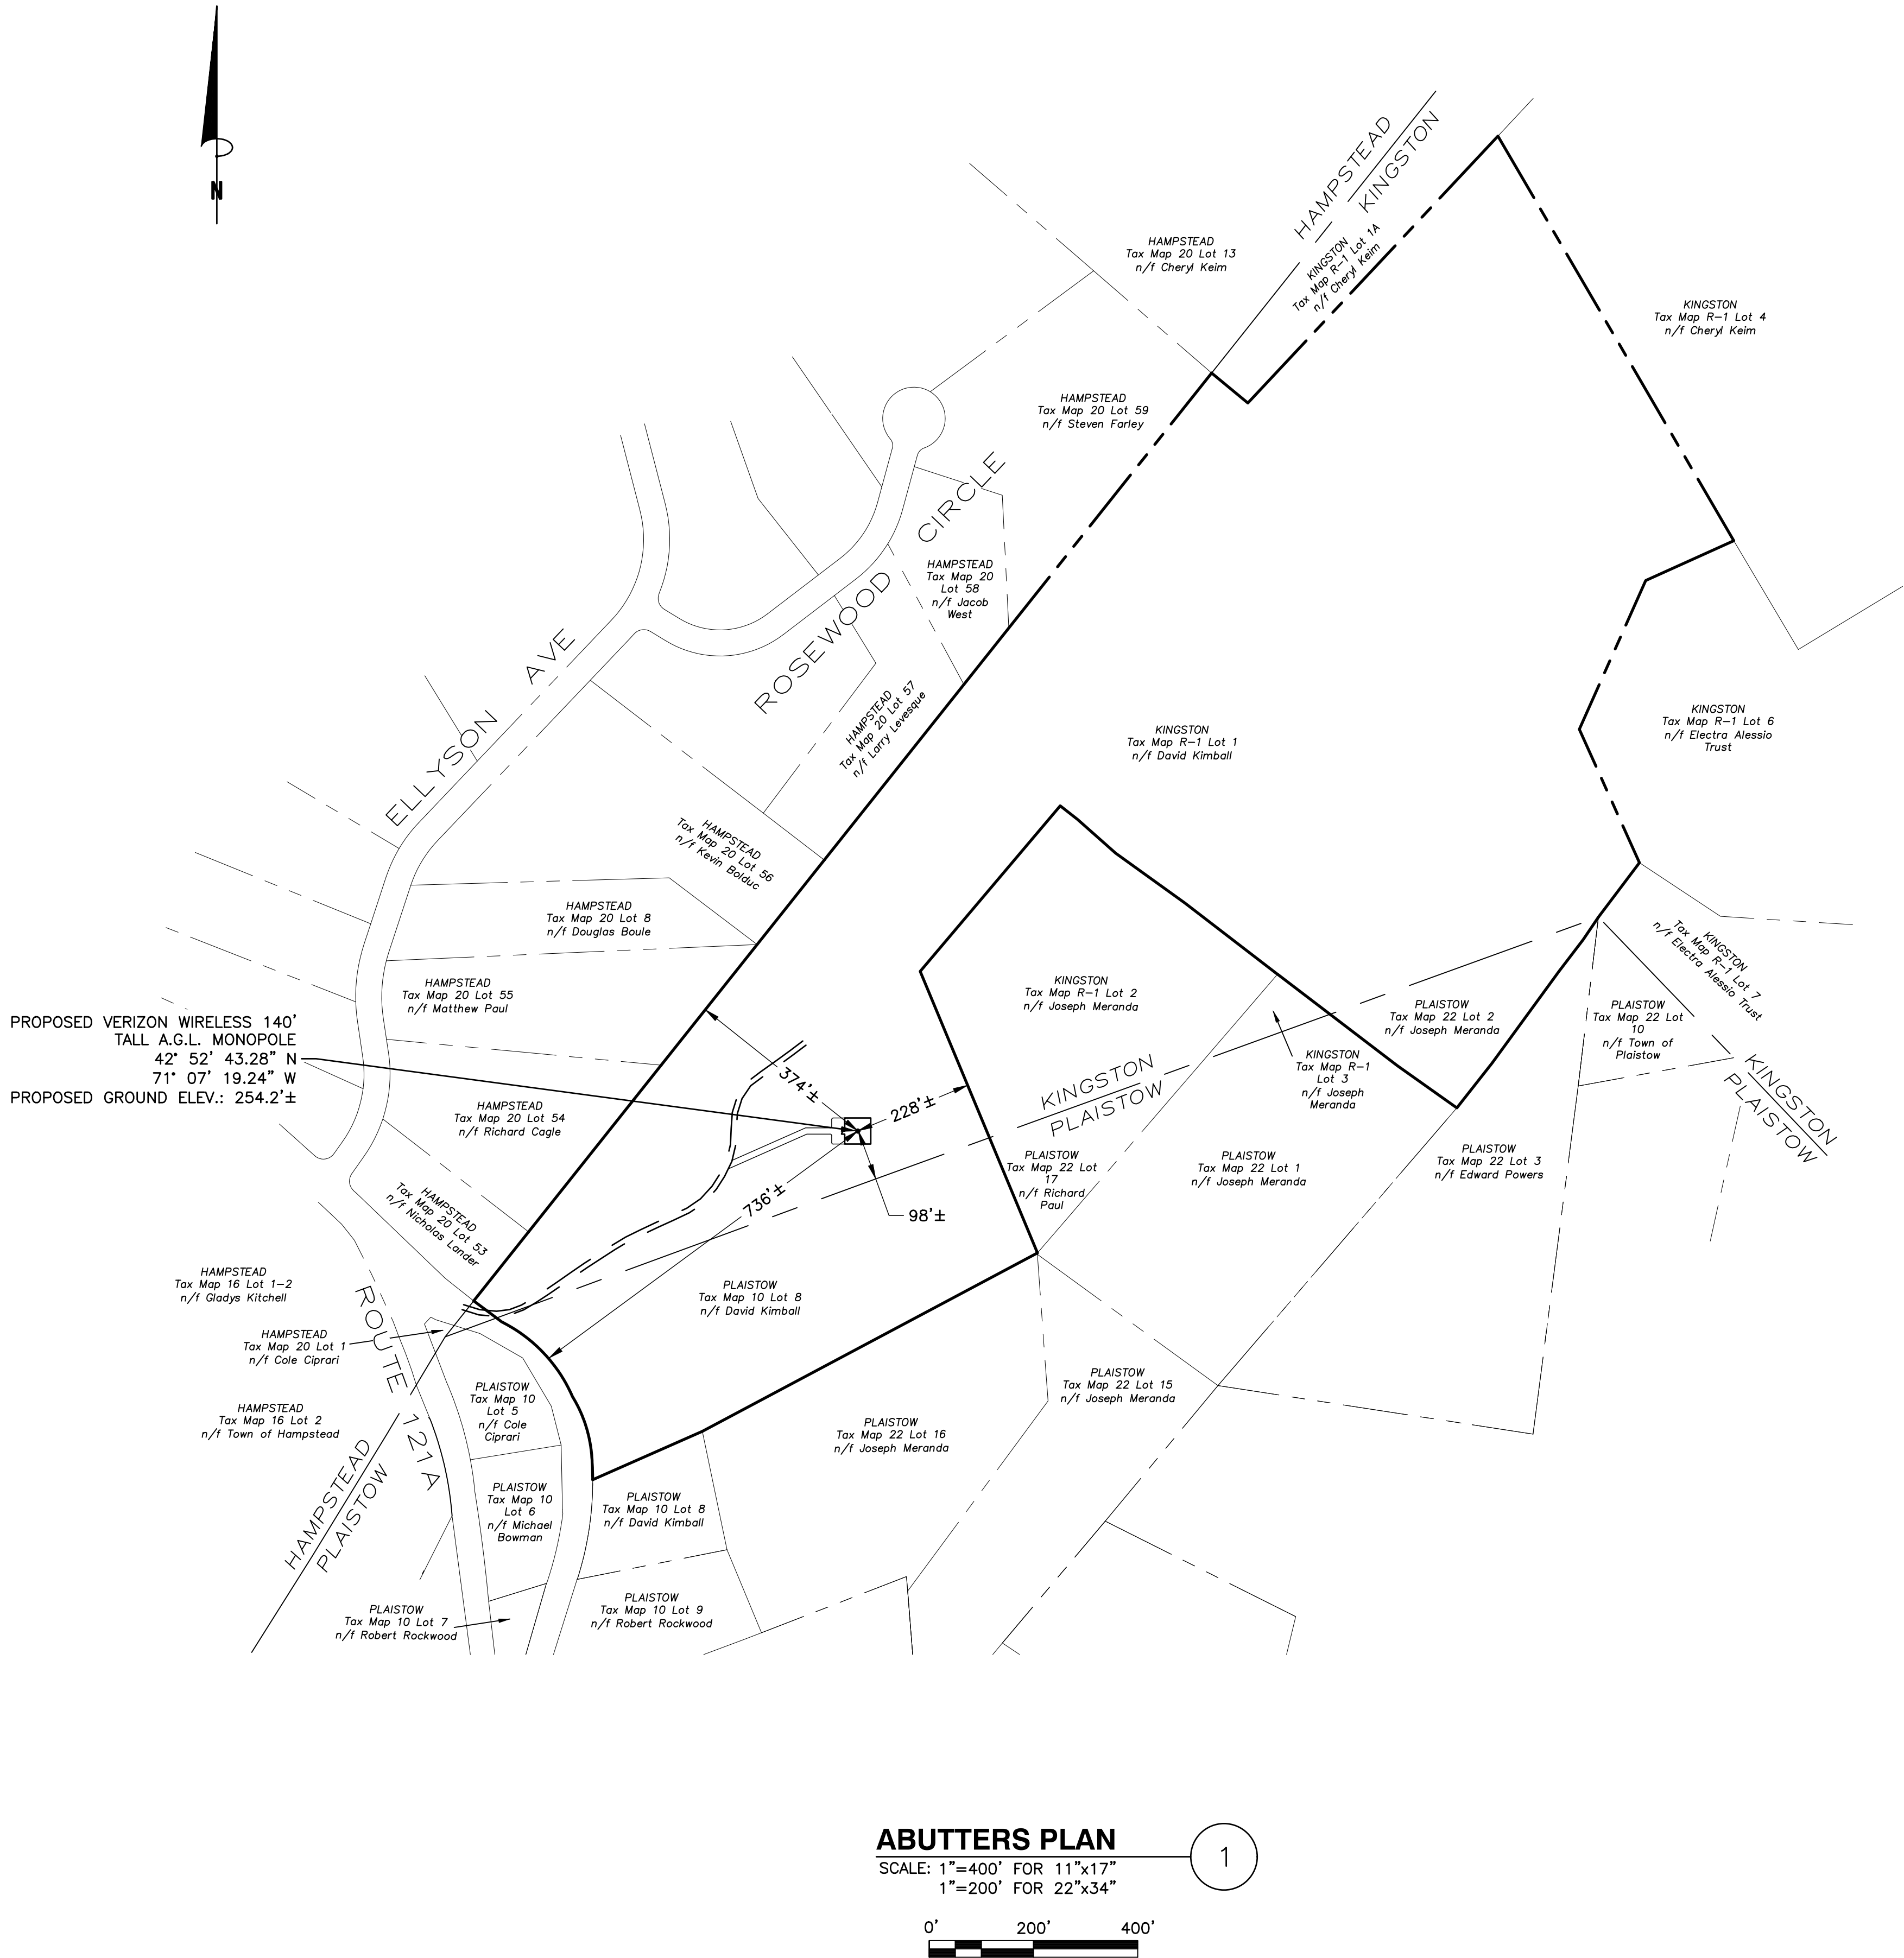 N
HAMPSTEAD
KINGSTON
HAMPSTEAD
Tax Map 20 Lot 13
n/f Cheryl Keim
KINGSTON
Tax Map R-1 Lot 1A
n/f Cheryl Keim
KINGSTON
Tax Map R-1 Lot 4
n/f Cheryl Keim
HAMPSTEAD
Tax Map 20 Lot 59
n/f Steven Farley
ROSEWOOD CIRCLE
HAMPSTEAD
Tax Map 20
Lot 58
n/f Jacob
West
ELLYSON AVE
HAMPSTEAD
Tax Map 20 Lot 57
n/f Larry Levesque
KINGSTON
Tax Map R-1 Lot 1
n/f David Kimball
KINGSTON
Tax Map R-1 Lot 6
n/f Electra Alessio
Trust
HAMPSTEAD
Tax Map 20 Lot 56
n/f Kevin Bolduc
HAMPSTEAD
Tax Map 20 Lot 8
n/f Douglas Boule
HAMPSTEAD
Tax Map 20 Lot 55
n/f Matthew Paul
KINGSTON
Tax Map R-1 Lot 2
n/f Joseph Meranda
PLAISTOW
Tax Map 22 Lot 2
n/f Joseph Meranda
PLAISTOW
Tax Map 22 Lot
10
n/f Town of
Plaistow
KINGSTON
Tax Map R-1 Lot 7
n/f Electra Alessio Trust
PROPOSED VERIZON WIRELESS 140'
TALL A.G.L. MONOPOLE
42° 52' 43.28" N
71° 07' 19.24" W
PROPOSED GROUND ELEV.: 254.2'±
374'±
228'±
KINGSTON
PLAISTOW
KINGSTON
Tax Map R-1
Lot 3
n/f Joseph
Meranda
KINGSTON
PLAISTOW
HAMPSTEAD
Tax Map 20 Lot 54
n/f Richard Cagle
PLAISTOW
Tax Map 22 Lot
17
n/f Richard
Paul
PLAISTOW
Tax Map 22 Lot 1
n/f Joseph Meranda
PLAISTOW
Tax Map 22 Lot 3
n/f Edward Powers
736'±
98'±
HAMPSTEAD
Tax Map 20 Lot 53
n/f Nicholas Lander
HAMPSTEAD
Tax Map 16 Lot 1-2
n/f Gladys Kitchell
PLAISTOW
Tax Map 10 Lot 8
n/f David Kimball
ROUTE 121A
HAMPSTEAD
Tax Map 20 Lot 1
n/f Cole Ciprari
PLAISTOW
Tax Map 10
Lot 5
n/f Cole
Ciprari
PLAISTOW
Tax Map 22 Lot 15
n/f Joseph Meranda
HAMPSTEAD
Tax Map 16 Lot 2
n/f Town of Hampstead
PLAISTOW
Tax Map 22 Lot 16
n/f Joseph Meranda
HAMPSTEAD
PLAISTOW
PLAISTOW
Tax Map 10
Lot 6
n/f Michael
Bowman
PLAISTOW
Tax Map 10 Lot 8
n/f David Kimball
PLAISTOW
Tax Map 10 Lot 7
n/f Robert Rockwood
PLAISTOW
Tax Map 10 Lot 9
n/f Robert Rockwood
ABUTTERS PLAN
1
SCALE: 1"=400' FOR 11"x17"
1"=200' FOR 22"x34"
0' 200' 400'